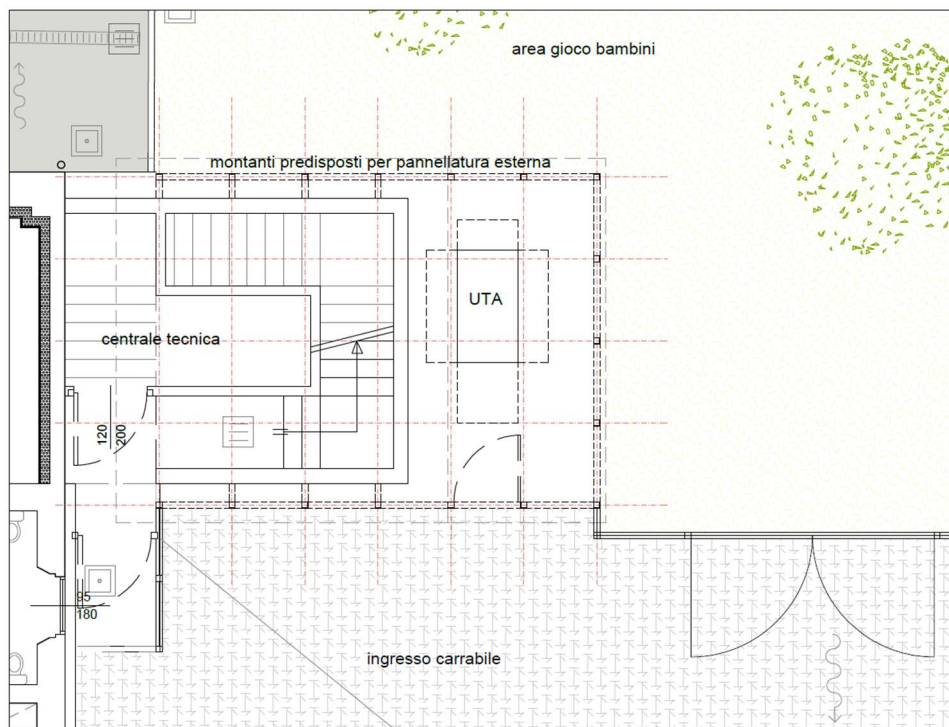 area gioco bambini
montanti predisposti per pannellatura esterna
UTA
centrale tecnica
120
200
95
180
ingresso carrabile